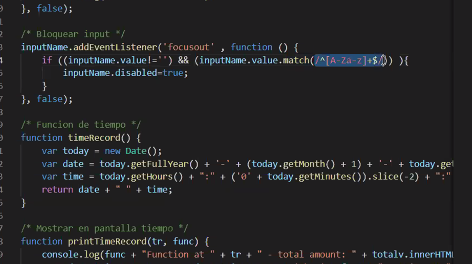 }, false);
/* Bloquear input */
inputName.addEventListener('focusout' , function () {
if ((inputName.value!='') && (inputName.value.match(/^[A-Za-z]+$/)) ){
inputName.disabled=true;
}
}, false);
/* Funcion de tiempo */
function timeRecord() {
var today = new Date();
var date = today.getFullYear() + '-' + (today.getMonth() + 1) + '-' + today.get
var time = today.getHours() + ":" + ('0' + today.getMinutes()).slice(-2) + ":"
return date + " " + time;
}
/* Mostrar en pantalla tiempo */
function printTimeRecord(tr, func) {
console.log(func + "Function at " + tr + " - total amount: " + totalv.innerHTM